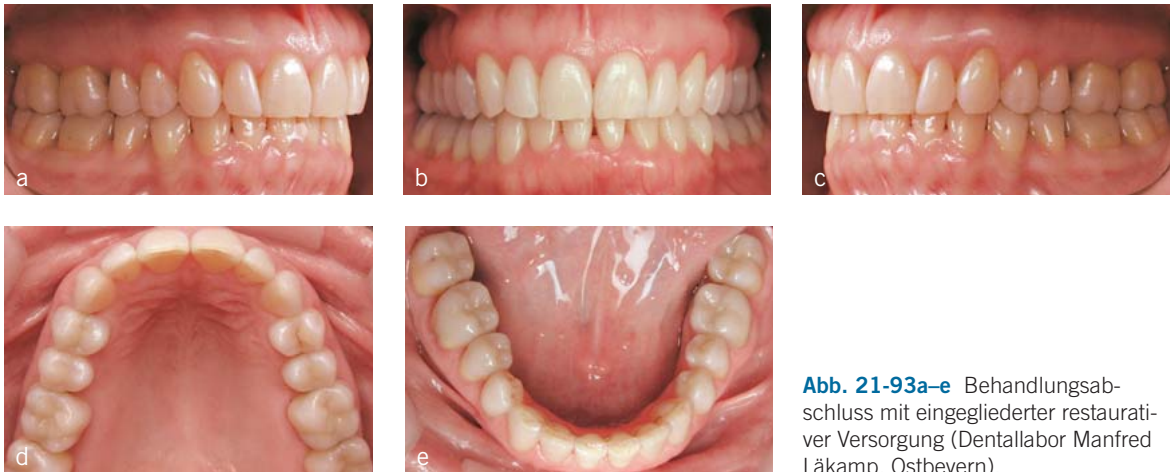 a
b
c
d
e
Abb. 21-93a–e Behandlungsab-
schluss mit eingegliederter restaurati-
ver Versorgung (Dentallabor Manfred
Läkamp, Ostbevern)